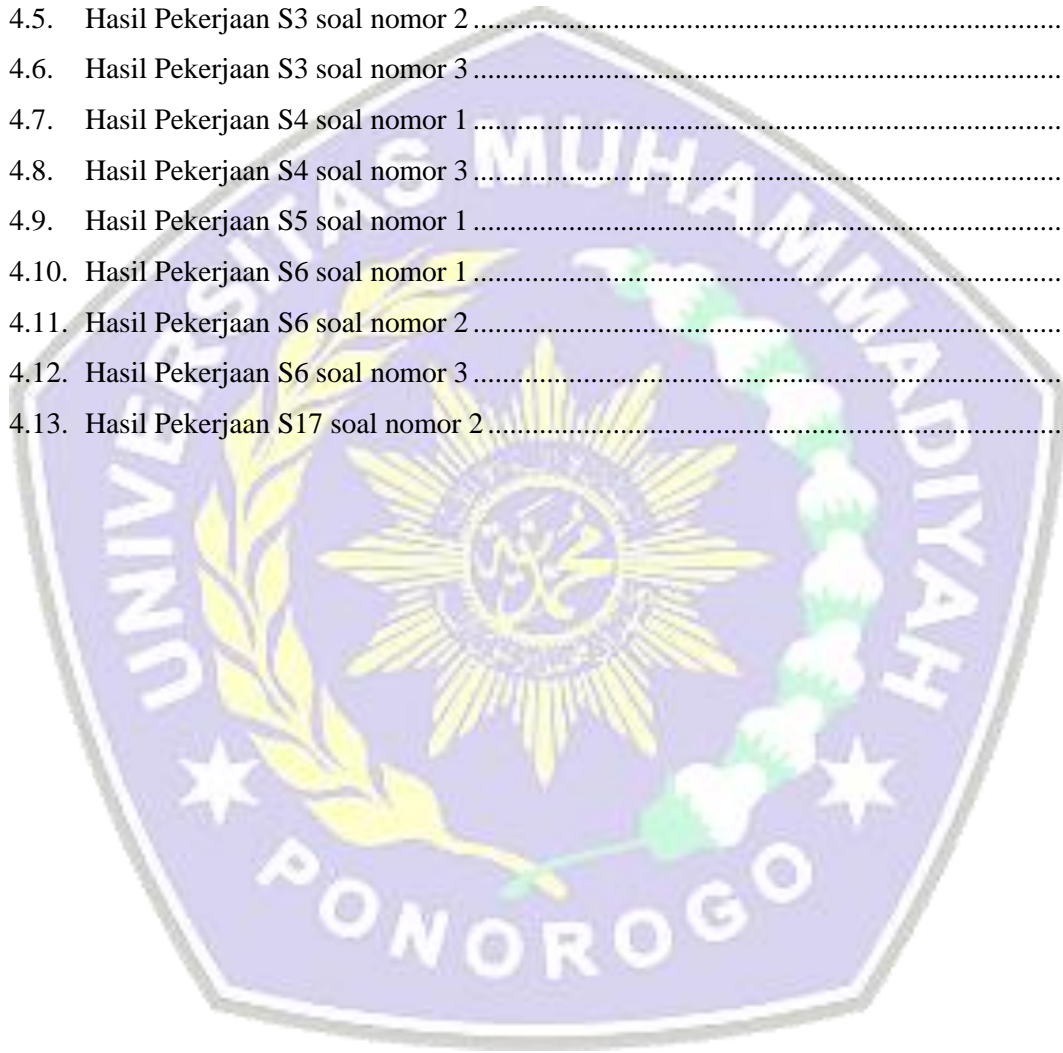 4.5. Hasil Pekerjaan S3 soal nomor 2
4.6. Hasil Pekerjaan S3 soal nomor 3
4.7. Hasil Pekerjaan S4 soal nomor 1
4.8. Hasil Pekerjaan S4 soal nomor 3
4.9. Hasil Pekerjaan S5 soal nomor 1
4.10. Hasil Pekerjaan S6 soal nomor 1
4.11. Hasil Pekerjaan S6 soal nomor 2
4.12. Hasil Pekerjaan S6 soal nomor 3
4.13. Hasil Pekerjaan S17 soal nomor 2
UNIVERSITAS MUHAMMADIYAH
PONOROGO